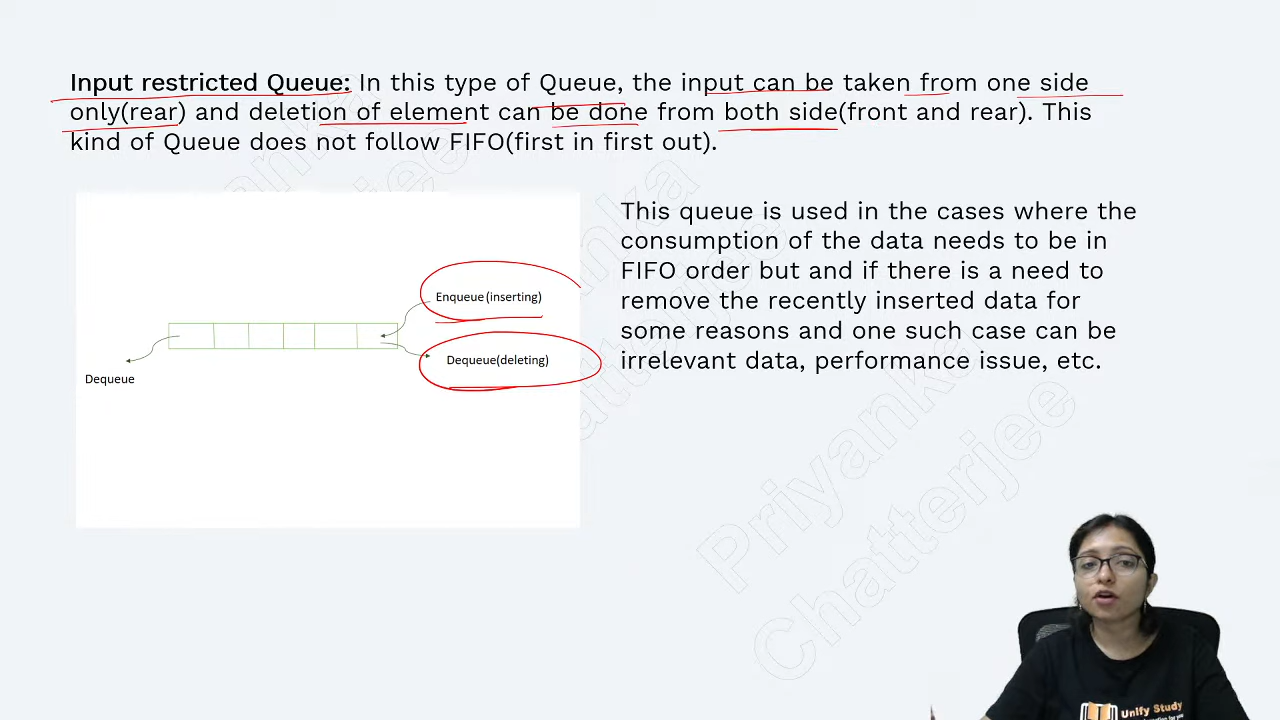 Input restricted Queue: In this type of Queue, the input can be taken from one side
only(rear) and deletion of element can be done from both side(front and rear). This
kind of Queue does not follow FIFO(first in first out).
This queue is used in the cases where the
consumption of the data needs to be in
FIFO order but and if there is a need to
remove the recently inserted data for
some reasons and one such case can be
irrelevant data, performance issue, etc.
Enqueue (inserting)
Dequeue(deleting)
Dequeue
Priyanka
Chatterjee
Unify Study